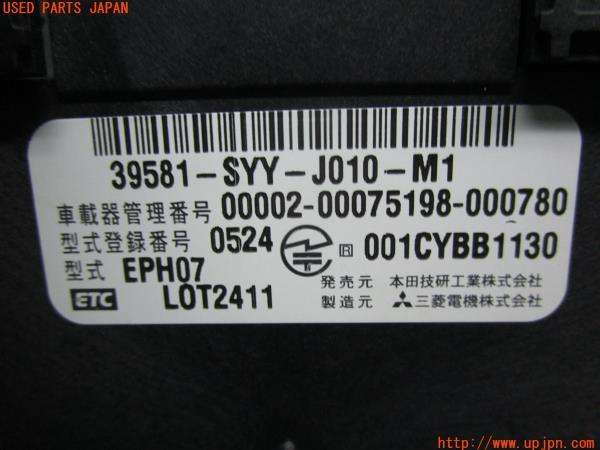 USED PARTS JAPAN
39581-SYY-J010-M1
車載器管理番号 00002-00075198-000780
型式登録番号 0524 R 001CYBB1130
型式 EPH07
ETC LOT2411
発売元 本田技研工業株式会社
製造元 三菱電機株式会社
http://www.upjpn.com